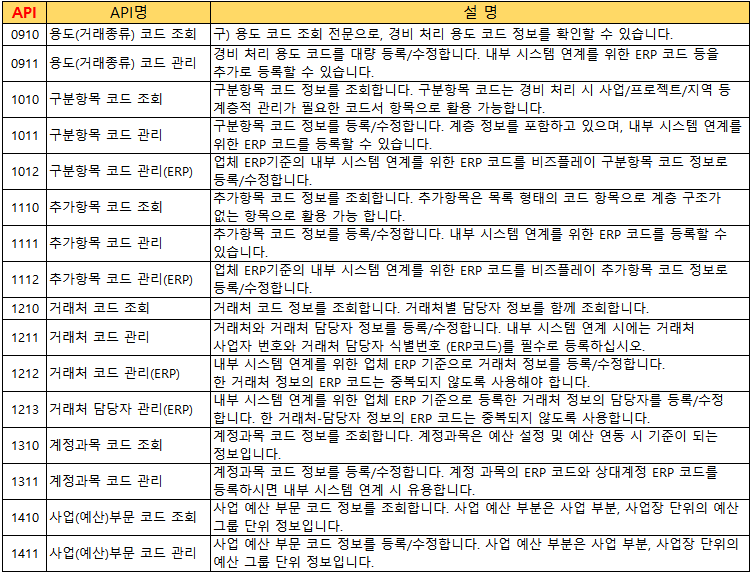 API API명 설 명
0910 용도(거래종류) 코드 조회 구) 용도 코드 조회 전문으로, 경비 처리 용도 코드 정보를 확인할 수 있습니다.
0911 용도(거래종류) 코드 관리 경비 처리 용도 코드를 대량 등록/수정합니다. 내부 시스템 연계를 위한 ERP 코드 등을
추가로 등록할 수 있습니다.
1010 구분항목 코드 조회 구분항목 코드 정보를 조회합니다. 구분항목 코드는 경비 처리 시 사업/프로젝트/지역 등
계층적 관리가 필요한 코드서 항목으로 활용 가능합니다.
1011 구분항목 코드 관리 구분항목 코드 정보를 등록/수정합니다. 계층 정보를 포함하고 있으며, 내부 시스템 연계를
위한 ERP 코드를 등록할 수 있습니다.
1012 구분항목 코드 관리(ERP) 업체 ERP기준의 내부 시스템 연계를 위한 ERP 코드를 비즈플레이 구분항목 코드 정보로
등록/수정합니다.
1110 추가항목 코드 조회 추가항목 코드 정보를 조회합니다. 추가항목은 목록 형태의 코드 항목으로 계층 구조가
없는 항목으로 활용 가능 합니다.
1111 추가항목 코드 관리 추가항목 코드 정보를 등록/수정합니다. 내부 시스템 연계를 위한 ERP 코드를 등록할 수
있습니다.
1112 추가항목 코드 관리(ERP) 업체 ERP기준의 내부 시스템 연계를 위한 ERP 코드를 비즈플레이 추가항목 코드 정보로
등록/수정합니다.
1210 거래처 코드 조회 거래처 코드 정보를 조회합니다. 거래처별 담당자 정보를 함께 조회합니다.
1211 거래처 코드 관리 거래처와 거래처 담당자 정보를 등록/수정합니다. 내부 시스템 연계 시에는 거래처
사업자 번호와 거래처 담당자 식별번호 (ERP코드)를 필수로 등록하십시오.
1212 거래처 코드 관리(ERP) 내부 시스템 연계를 위한 업체 ERP 기준으로 거래처 정보를 등록/수정합니다.
한 거래처 정보의 ERP 코드는 중복되지 않도록 사용해야 합니다.
1213 거래처 담당자 관리(ERP) 내부 시스템 연계를 위한 업체 ERP 기준으로 등록한 거래처 정보의 담당자를 등록/수정
합니다. 한 거래처-담당자 정보의 ERP 코드는 중복되지 않도록 사용합니다.
1310 계정과목 코드 조회 계정과목 코드 정보를 조회합니다. 계정과목은 예산 설정 및 예산 연동 시 기준이 되는
정보입니다.
1311 계정과목 코드 관리 계정과목 코드 정보를 등록/수정합니다. 계정 과목의 ERP 코드와 상대계정 ERP 코드를
등록하시면 내부 시스템 연계 시 유용합니다.
1410 사업(예산)부문 코드 조회 사업 예산 부문 코드 정보를 조회합니다. 사업 예산 부분은 사업 부분, 사업장 단위의 예산
그룹 단위 정보입니다.
1411 사업(예산)부문 코드 관리 사업 예산 부문 코드 정보를 등록/수정합니다. 사업 예산 부분은 사업 부분, 사업장 단위의
예산 그룹 단위 정보입니다.